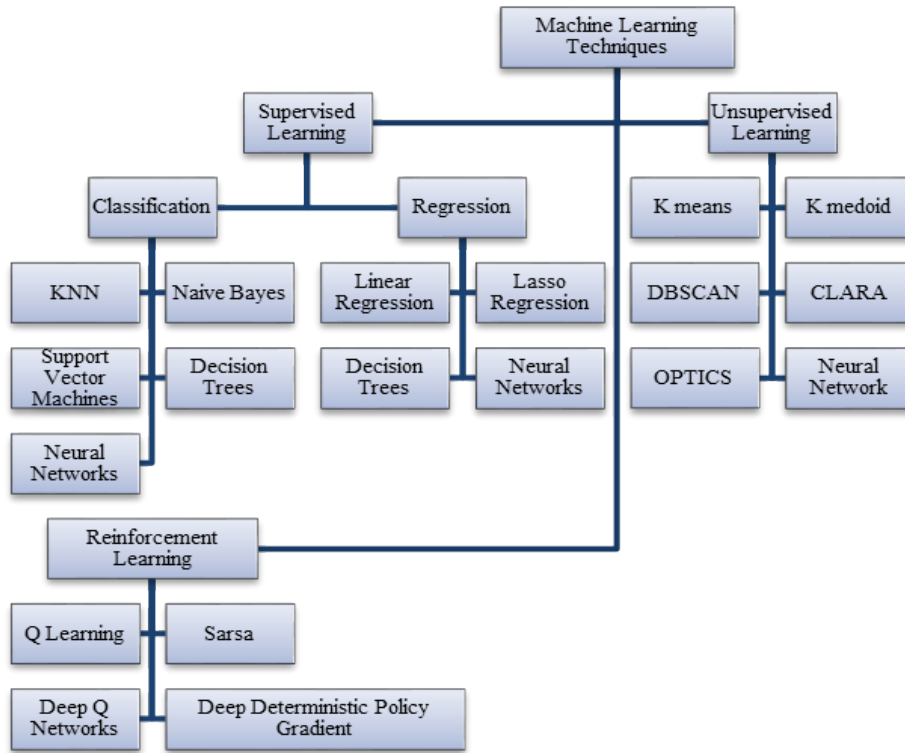 Machine Learning
Techniques
Supervised
Learning
Unsupervised
Learning
Classification
Regression
K means
K medoid
KNN
Naive Bayes
Linear
Regression
Lasso
Regression
DBSCAN
CLARA
Support
Vector
Machines
Decision
Trees
Decision
Trees
Neural
Networks
OPTICS
Neural
Network
Neural
Networks
Reinforcement
Learning
Q Learning
Sarsa
Deep Q
Networks
Deep Deterministic Policy
Gradient